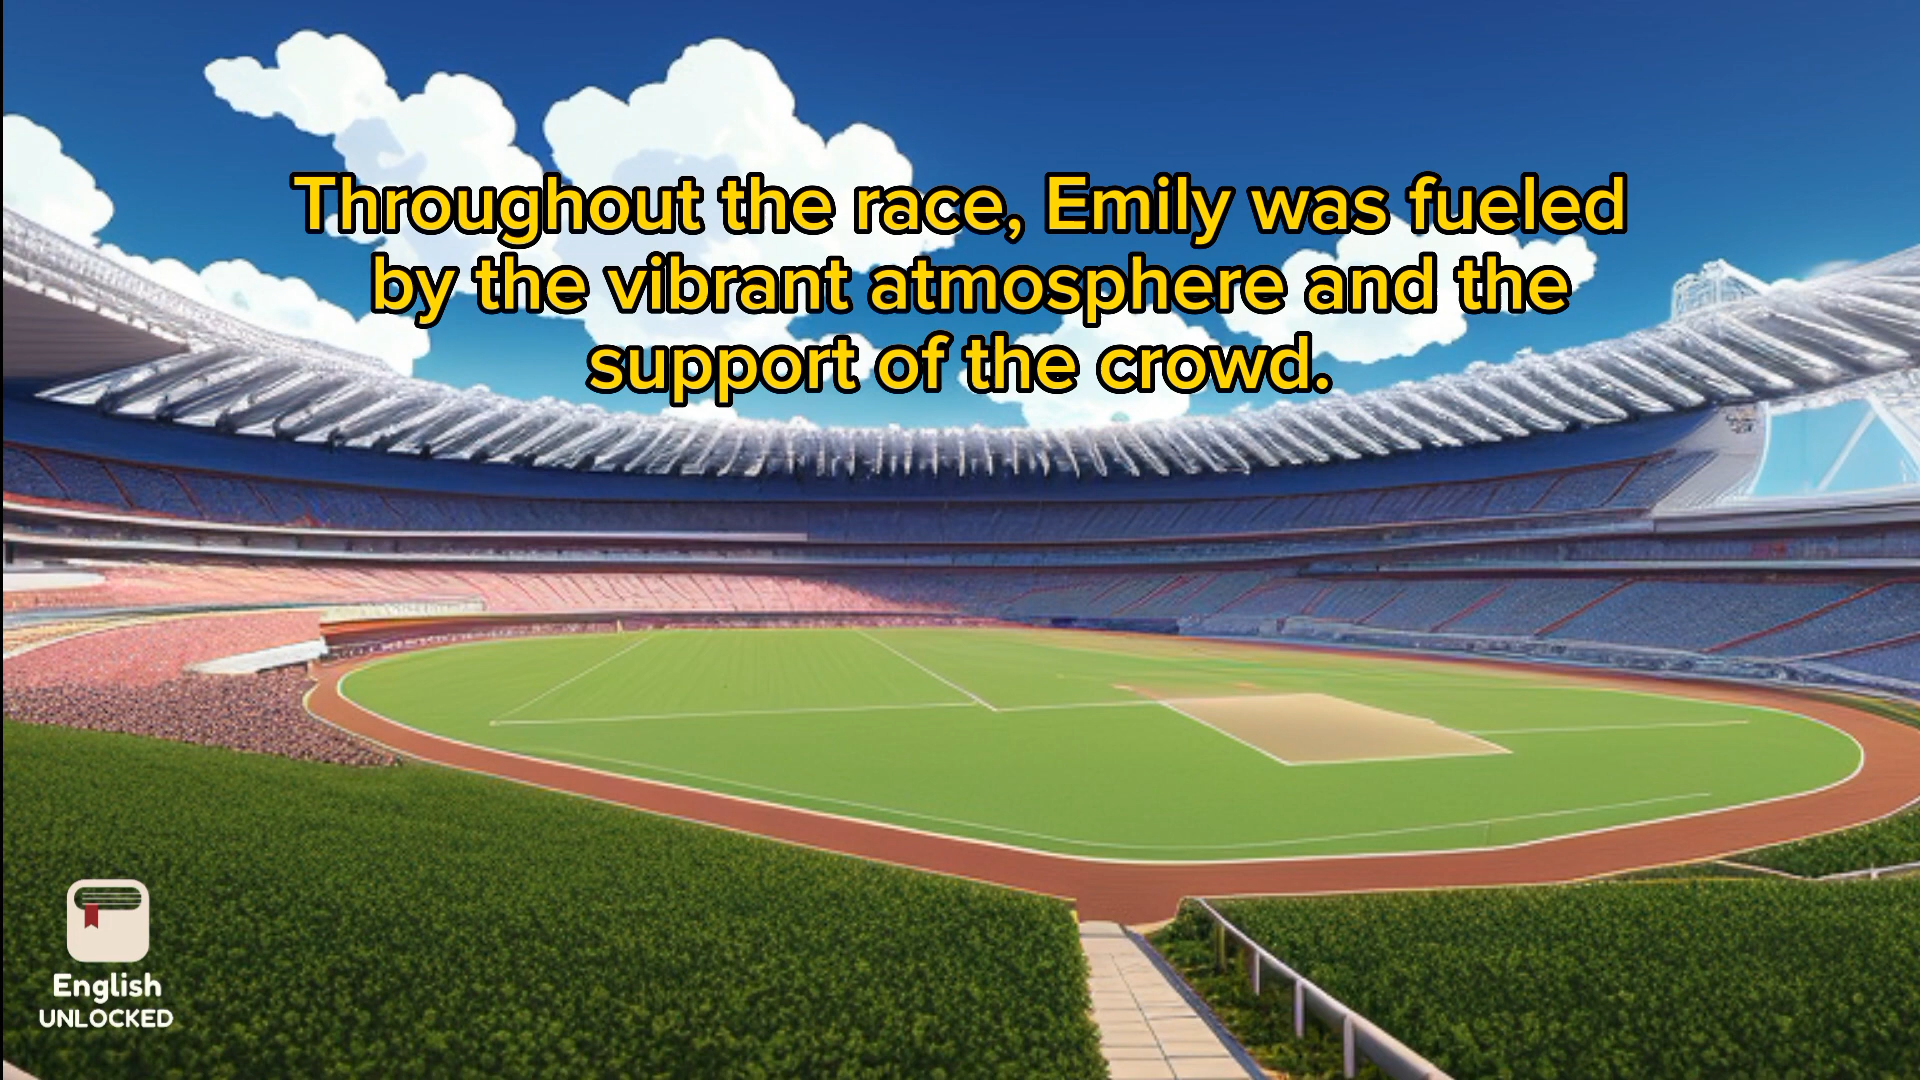 Throughout the race, Emily was fueled
by the vibrant atmosphere and the
support of the crowd.
English
UNLOCKED